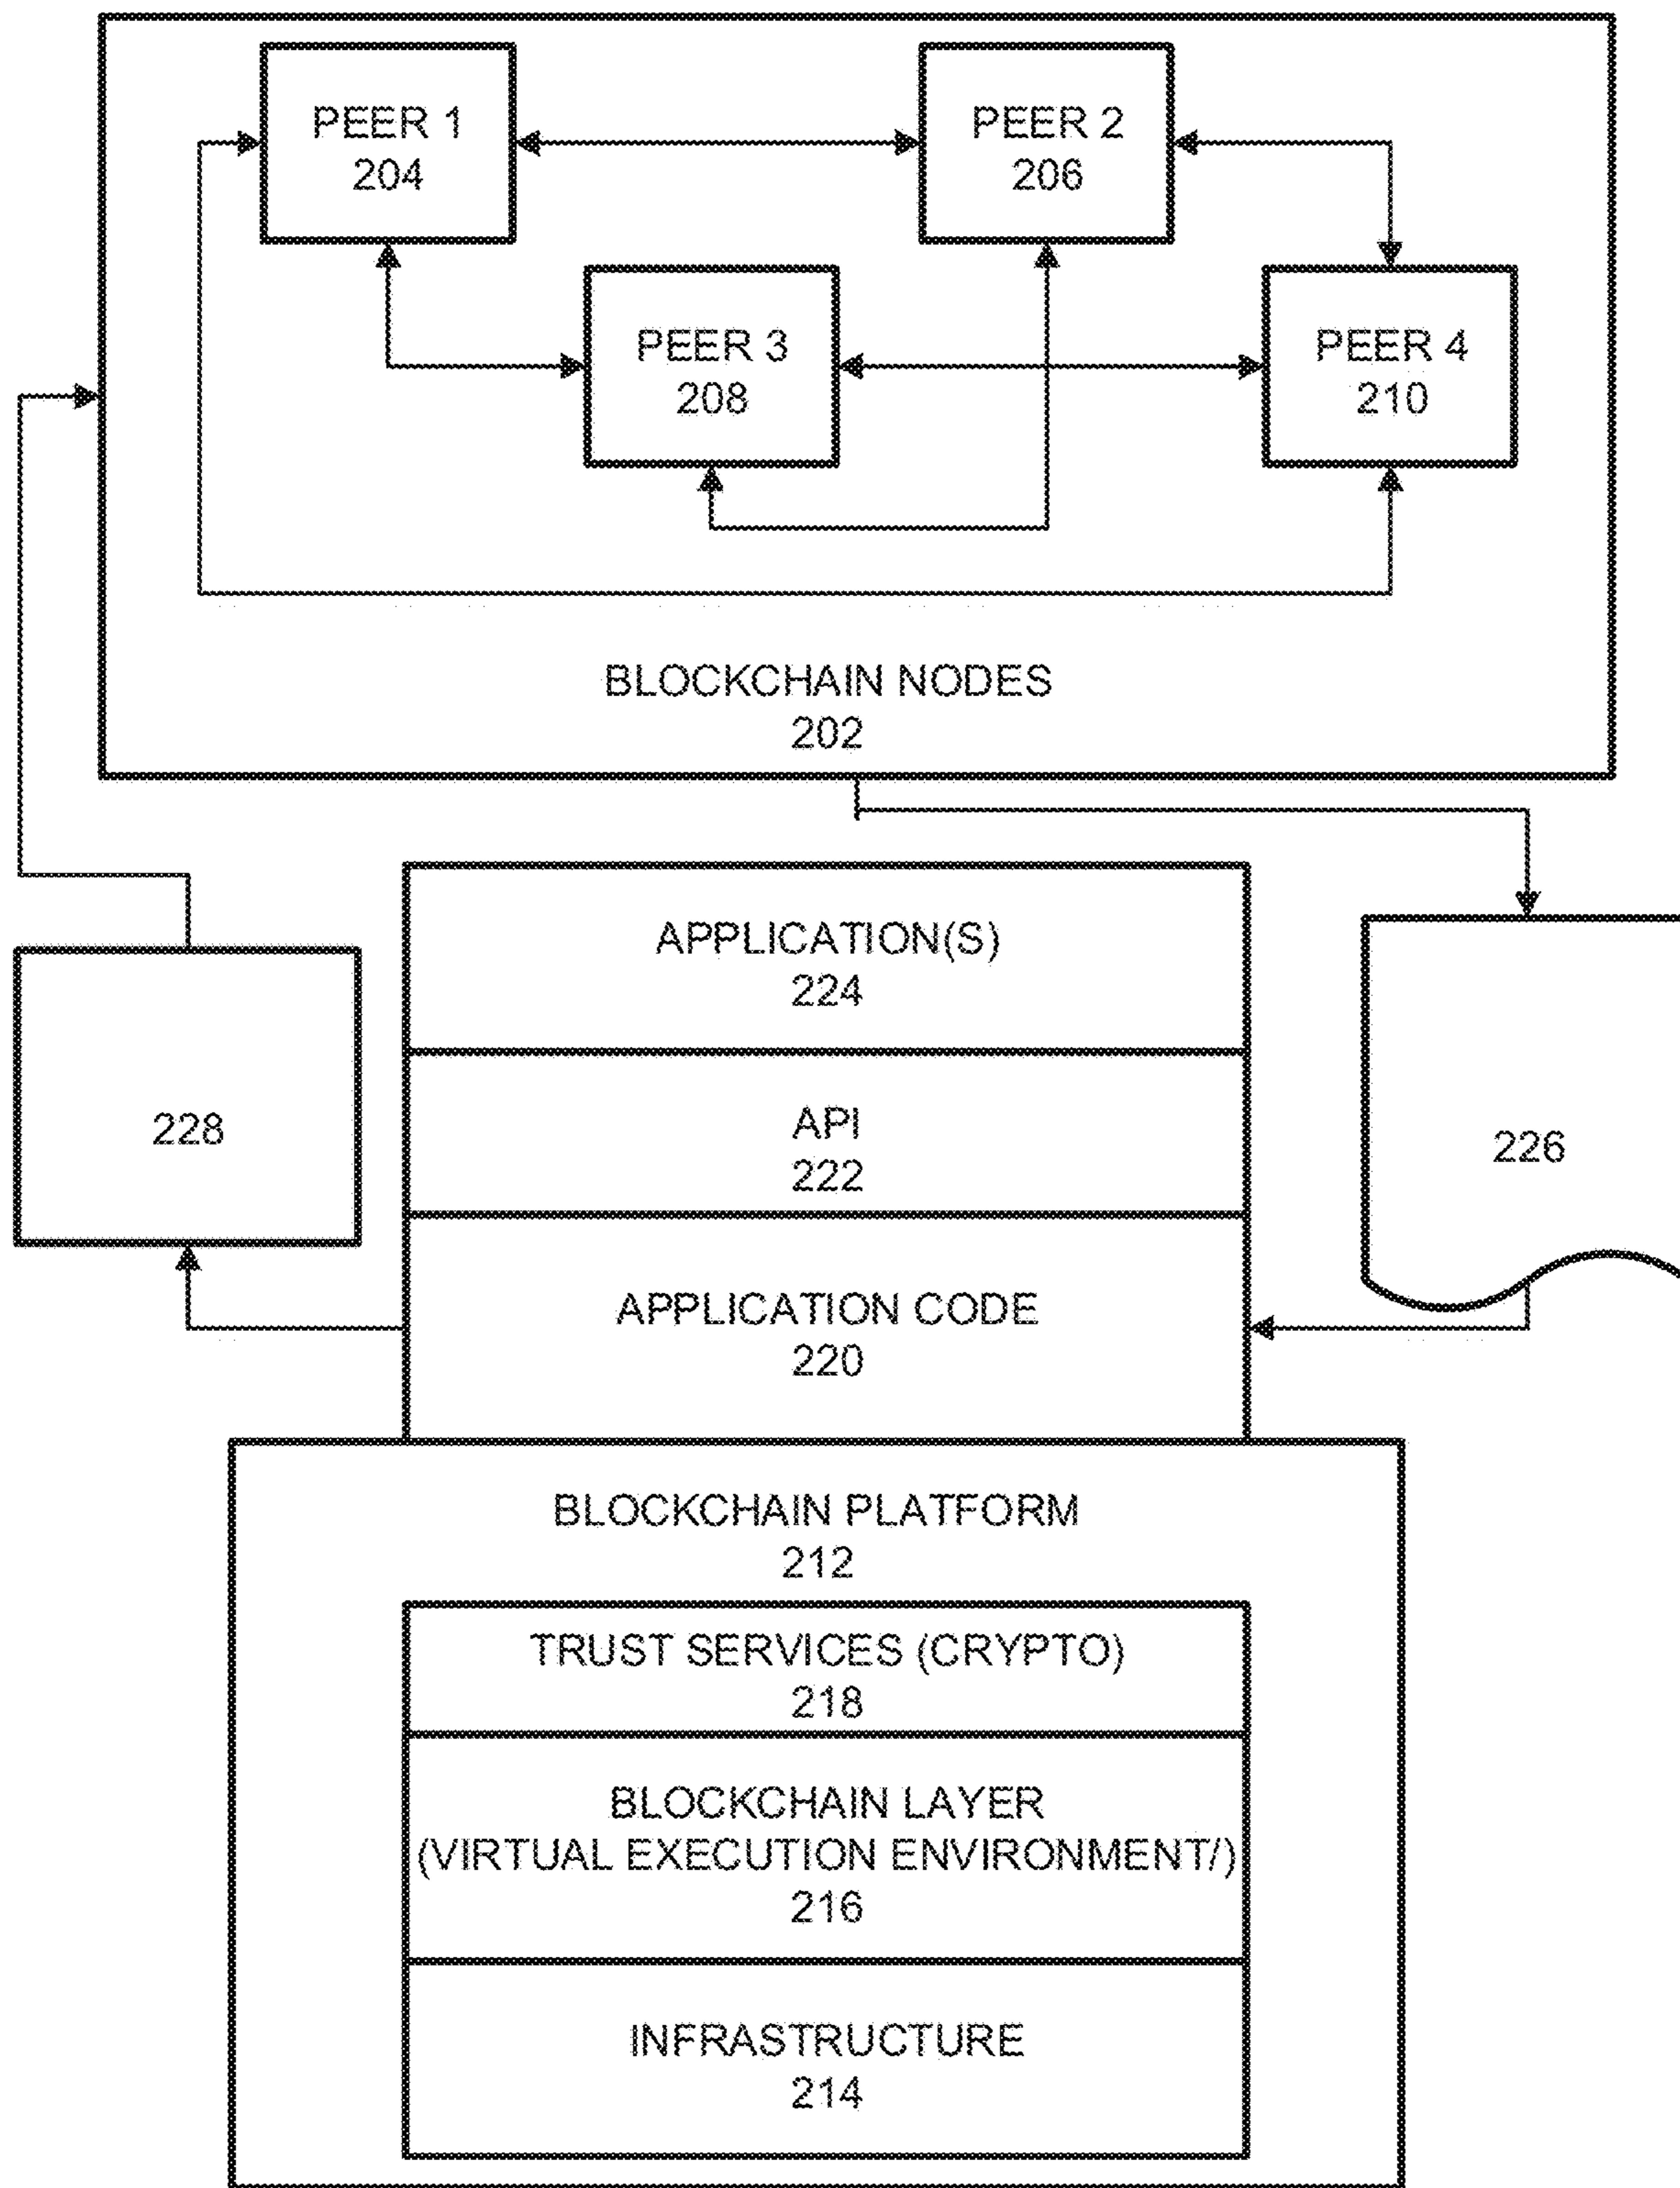 PEER 1
204
PEER 2
206
PEER 3
208
PEER 4
210
BLOCKCHAIN NODES
202
APPLICATION(S)
224
API
222
228
226
APPLICATION CODE
220
BLOCKCHAIN PLATFORM
212
TRUST SERVICES (CRYPTO)
218
BLOCKCHAIN LAYER
(VIRTUAL EXECUTION ENVIRONMENT/)
216
INFRASTRUCTURE
214